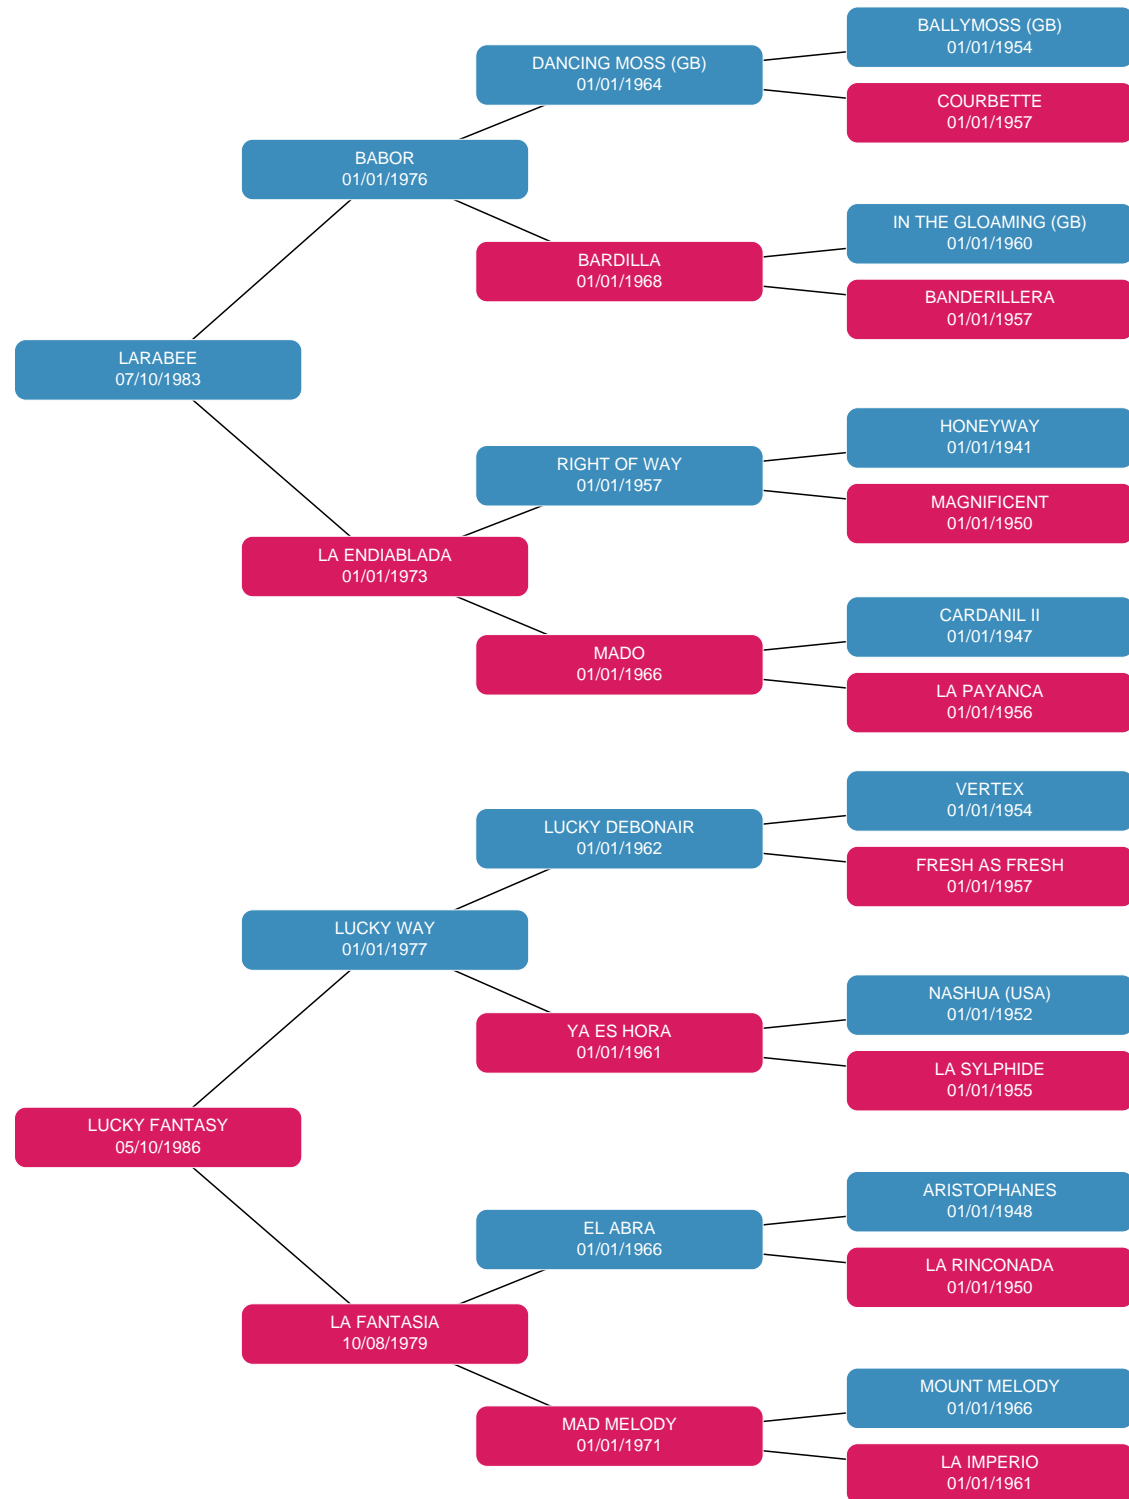 BALLYMOSS (GB)
01/01/1954
DANCING MOSS (GB)
01/01/1964
COURBETTE
01/01/1957
BABOR
01/01/1976
IN THE GLOAMING (GB)
01/01/1960
BARDILLA
01/01/1968
BANDERILLERA
01/01/1957
LARABEE
07/10/1983
HONEYWAY
01/01/1941
RIGHT OF WAY
01/01/1957
MAGNIFICENT
01/01/1950
LA ENDIABLADA
01/01/1973
CARDANIL II
01/01/1947
MADO
01/01/1966
LA PAYANCA
01/01/1956
VERTEX
01/01/1954
LUCKY DEBONAIR
01/01/1962
FRESH AS FRESH
01/01/1957
LUCKY WAY
01/01/1977
NASHUA (USA)
01/01/1952
YA ES HORA
01/01/1961
LA SYLPHIDE
01/01/1955
LUCKY FANTASY
05/10/1986
ARISTOPHANES
01/01/1948
EL ABRA
01/01/1966
LA RINCONADA
01/01/1950
LA FANTASIA
10/08/1979
MOUNT MELODY
01/01/1966
MAD MELODY
01/01/1971
LA IMPERIO
01/01/1961